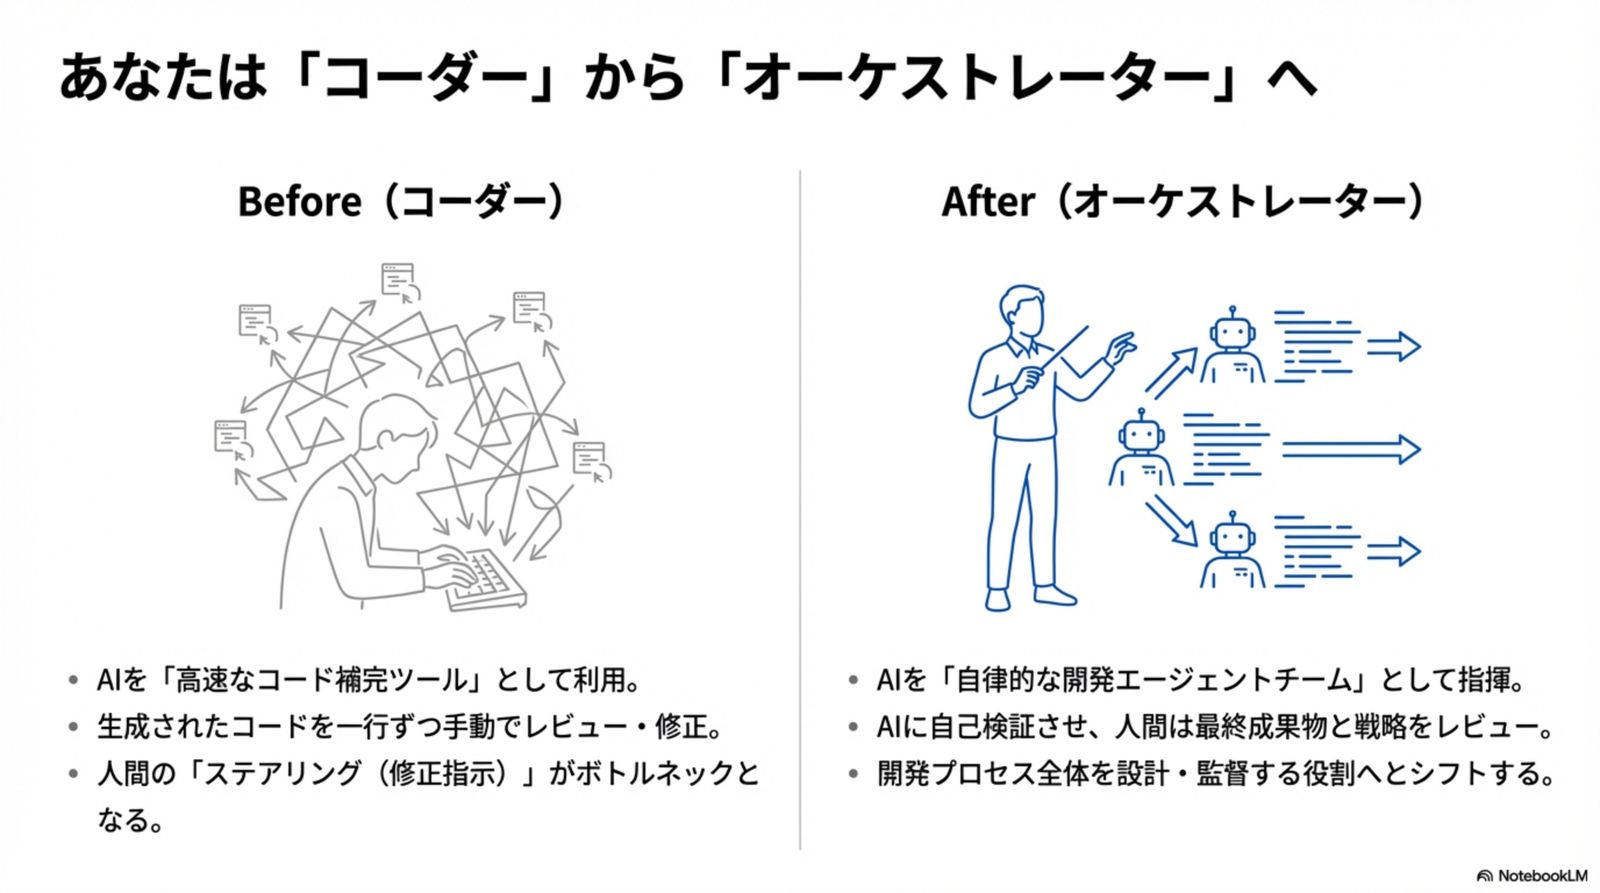 あなたは「コーダー」から「オーケストレーター」へ
Before（コーダー）
AIを「高速なコード補完ツール」として利用。
生成されたコードを一行ずつ手動でレビュー・修正。
人間の「ステアリング（修正指示）」がボトルネックと
なる。
After（オーケストレーター）
AIを「自律的な開発エージェントチーム」として指揮。
AIに自己検証させ、人間は最終成果物と戦略をレビュー。
開発プロセス全体を設計・監督する役割へとシフトする。
NotebookLM